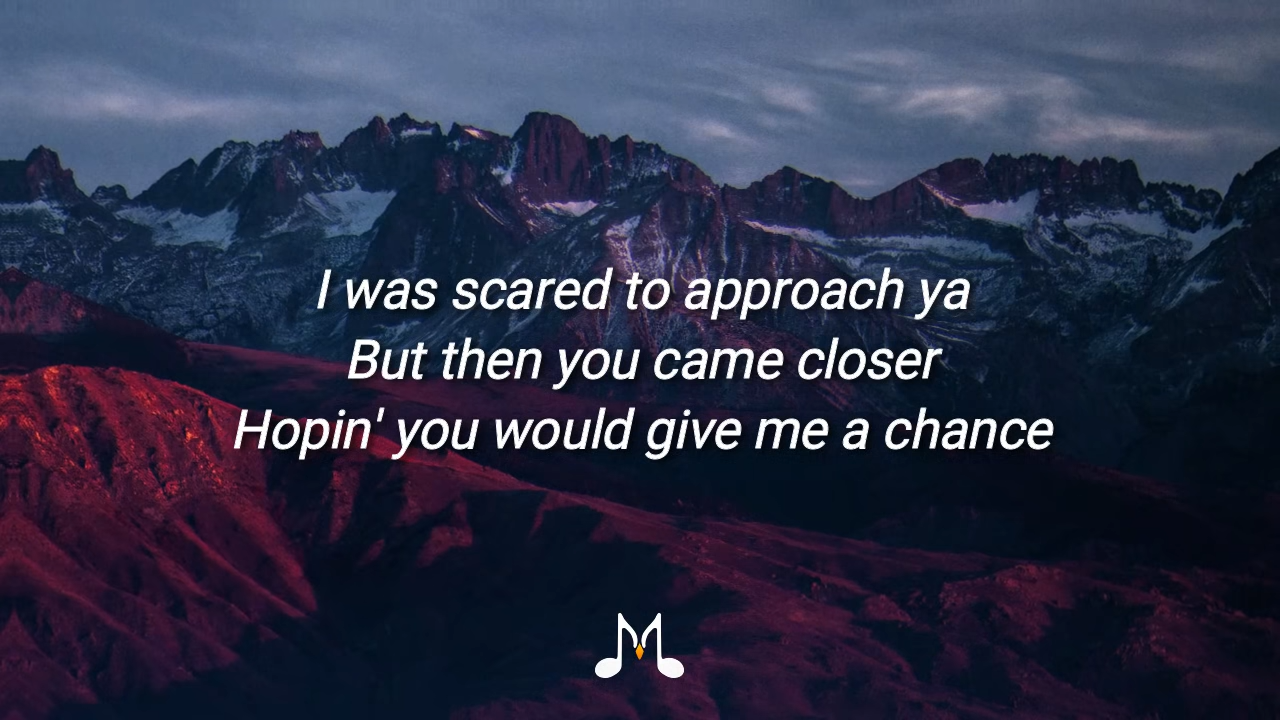 I was scared to approach ya
But then you came closer
Hopin' you would give me a chance